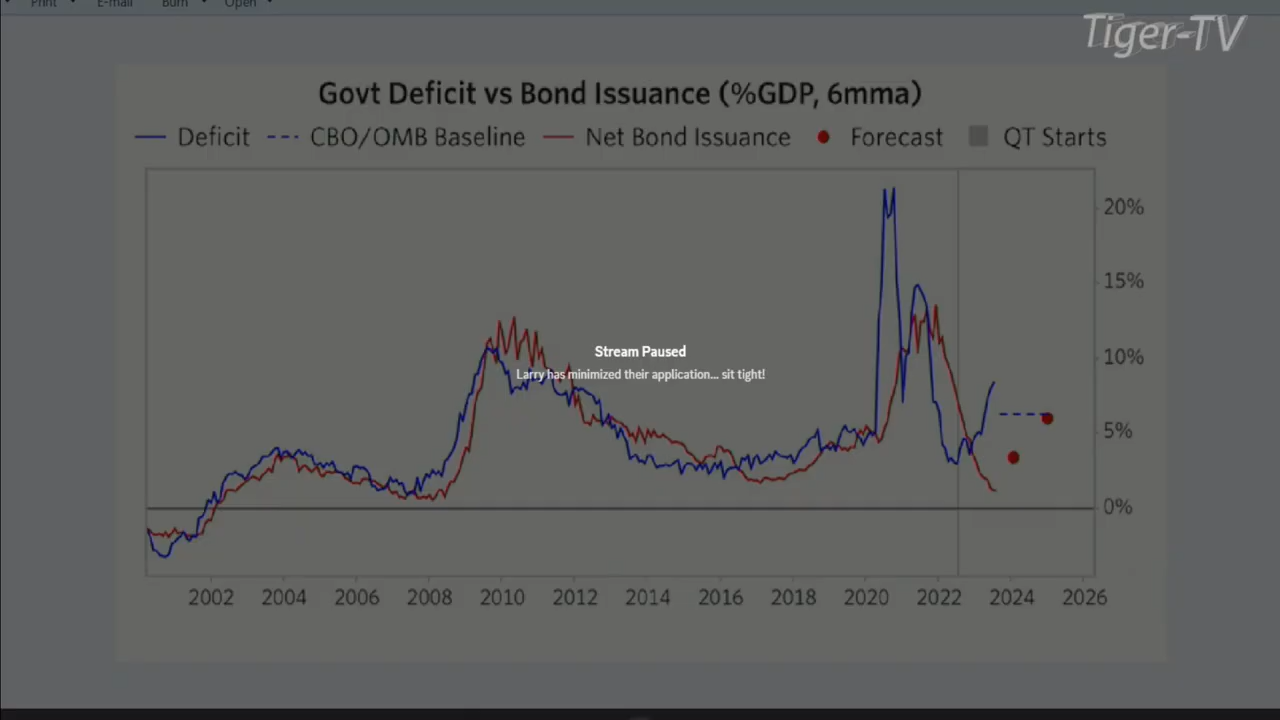 Print E-mail Burn Open
Tiger-TV
Govt Deficit vs Bond Issuance (%GDP, 6mma)
Deficit CBO/OMB Baseline Net Bond Issuance Forecast QT Starts
20%
15%
Stream Paused
10%
Larry has minimized their application... sit tight!
5%
0%
2002 2004 2006 2008 2010 2012 2014 2016 2018 2020 2022 2024 2026